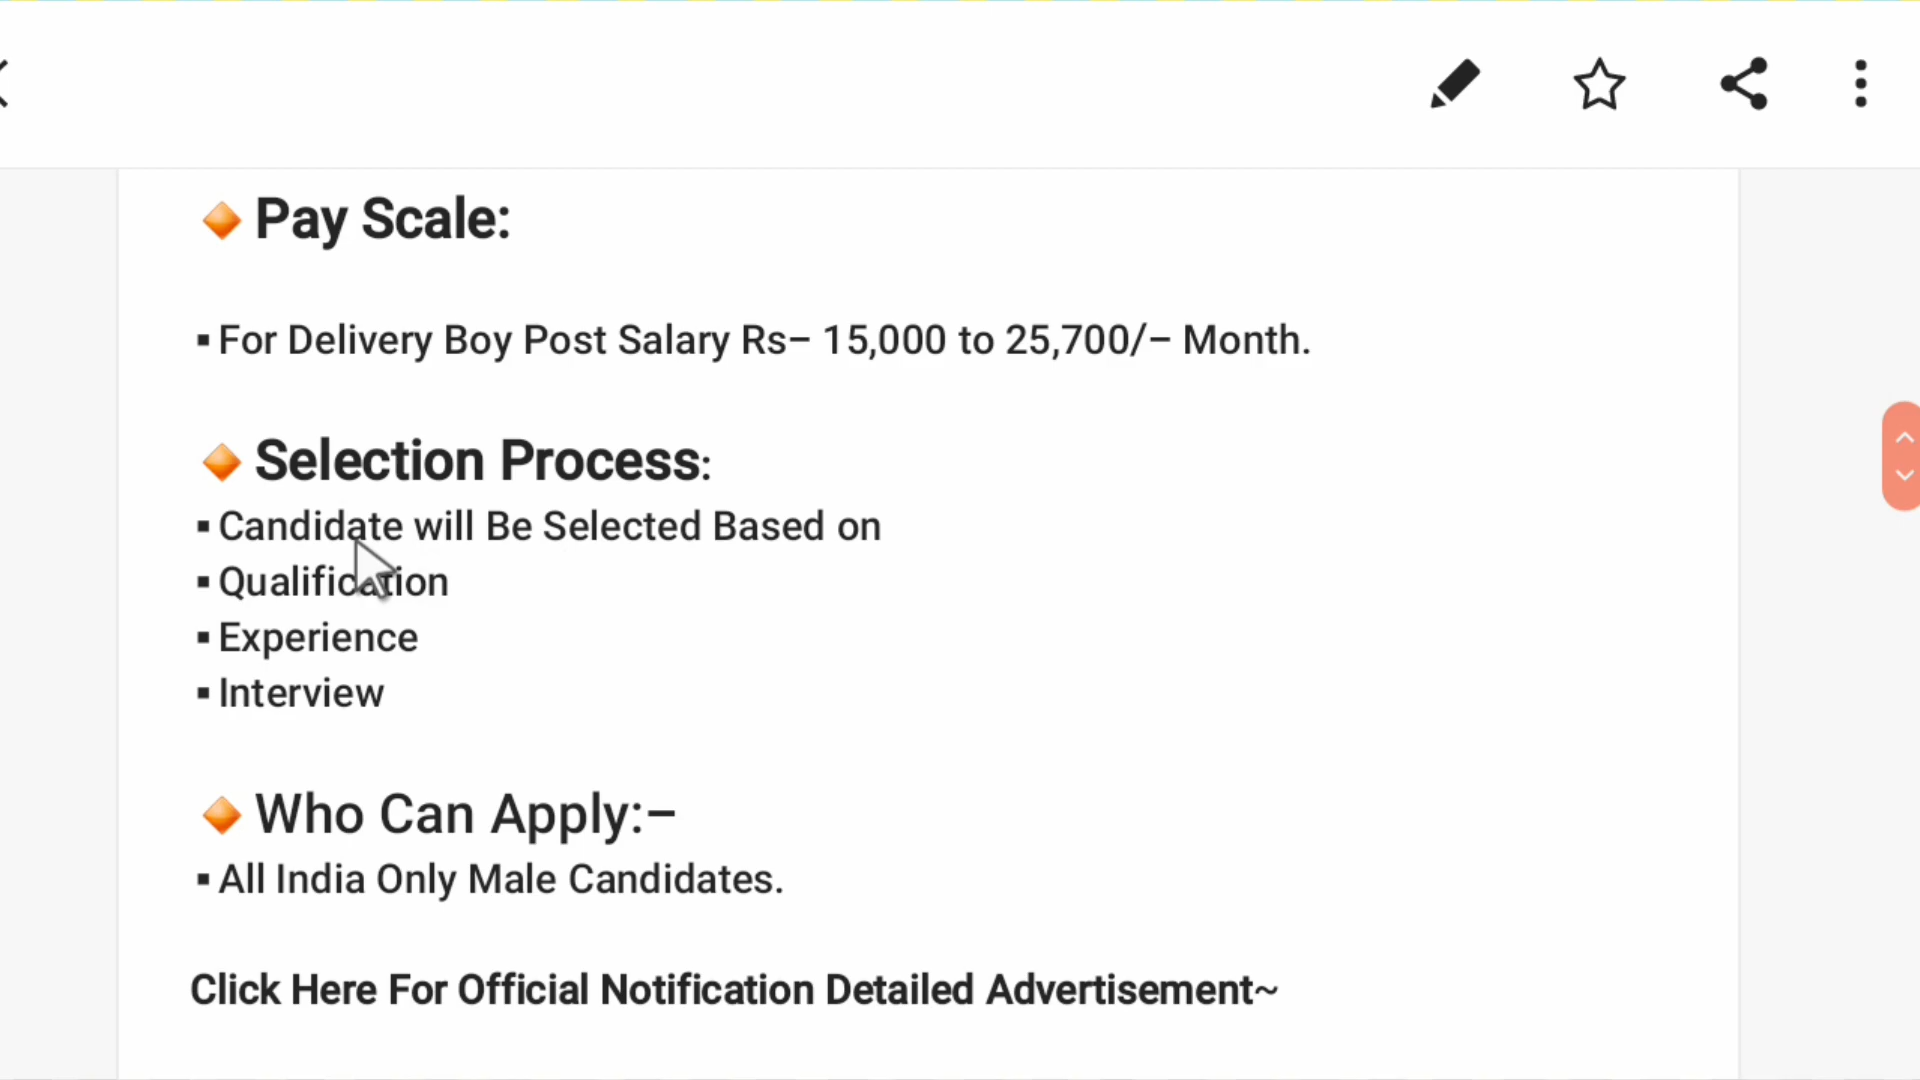 🔸Pay Scale:
▪For Delivery Boy Post Salary Rs– 15,000 to 25,700/– Month.
🔸Selection Process:
▪Candidate will Be Selected Based on
▪Qualification
▪Experience
▪Interview
🔸Who Can Apply:–
▪All India Only Male Candidates.
Click Here For Official Notification Detailed Advertisement~